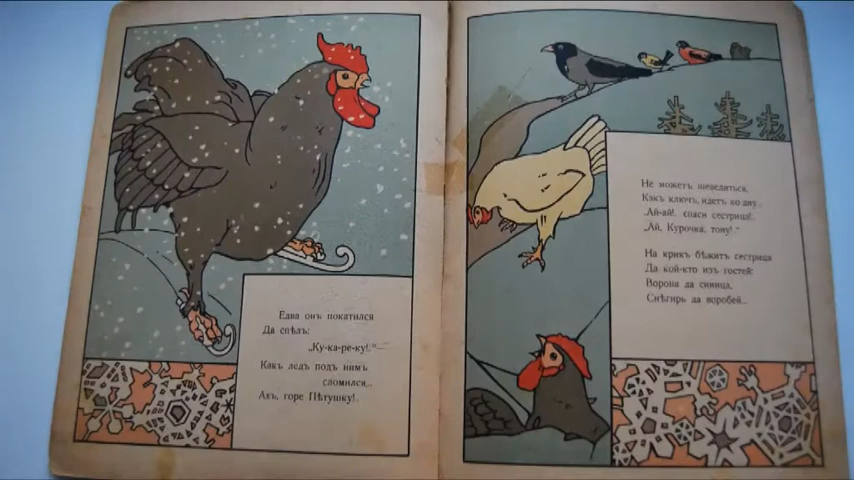 Едва онъ покатился
Да спѣлъ:
„Ку-ка-ре-ку!"
Какъ ледъ подъ нимъ
сломился...
Ахъ, горе Пѣтушку!
Не можетъ шевелиться,
Какъ ключъ, идетъ ко дну...
„Ай-ай! спаси сестрица!
„Ай, Курочка, тону!"
На крикъ бѣжитъ сестрица
Да кой-кто изъ гостей:
Ворона да синица,
Снѣгирь да воробей...